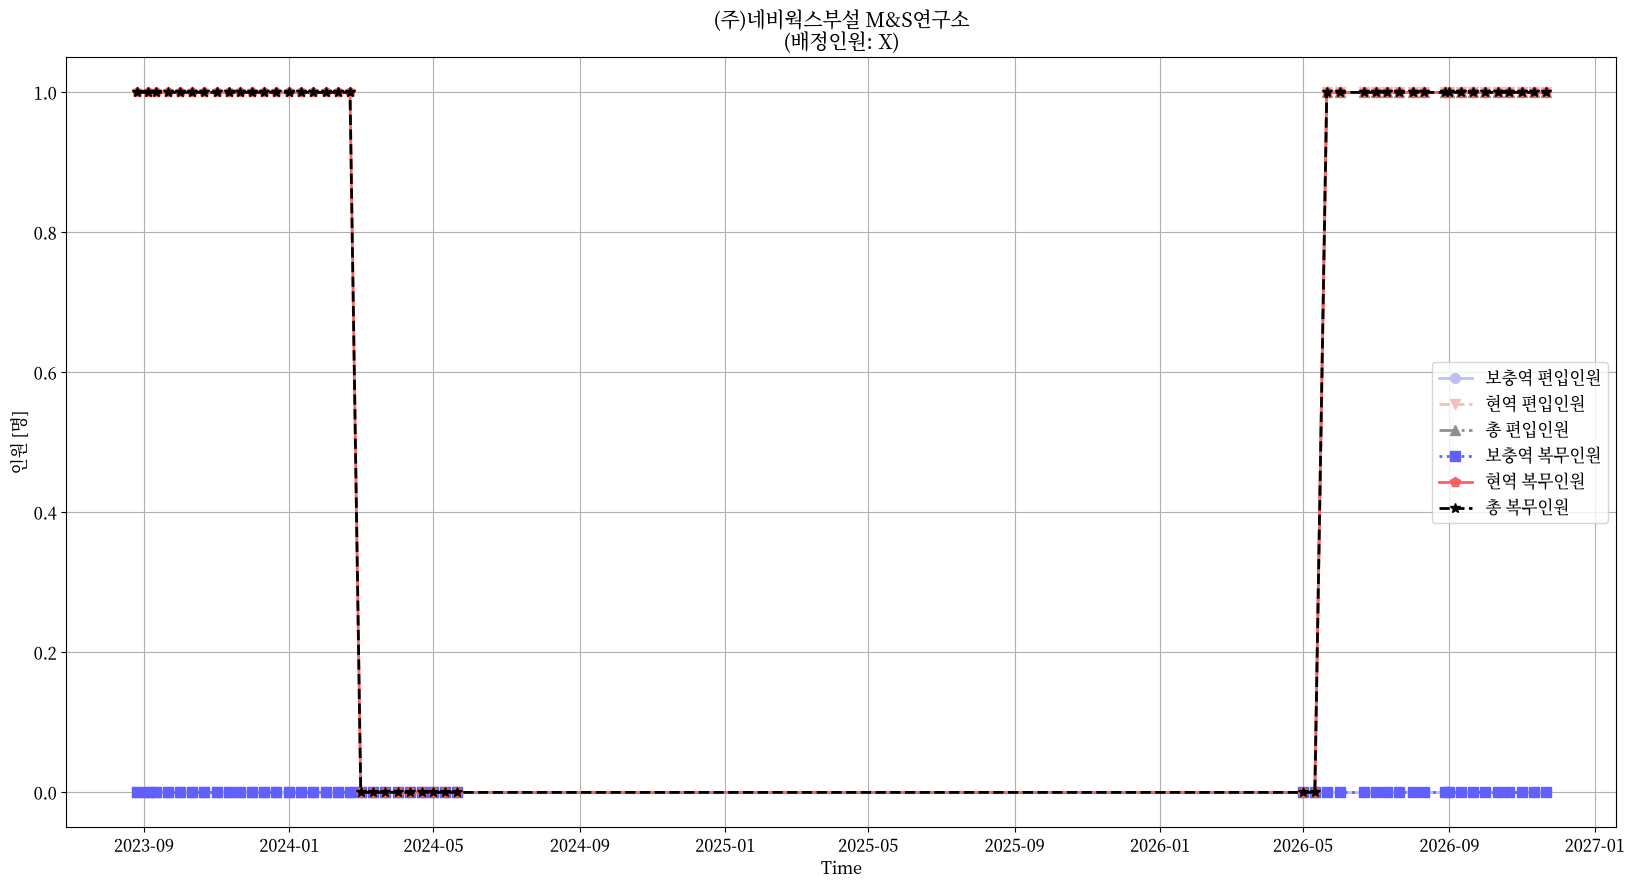 (주)네비웍스부설 M&S연구소
(배정인원: X)
1.0
0.8
0.6
0.4
0.2
0.0
인원 [명]
보충역 편입인원
현역 편입인원
총 편입인원
보충역 복무인원
현역 복무인원
총 복무인원
2023-09
2024-01
2024-05
2024-09
2025-01
2025-05
2025-09
2026-01
2026-05
2026-09
2027-01
Time